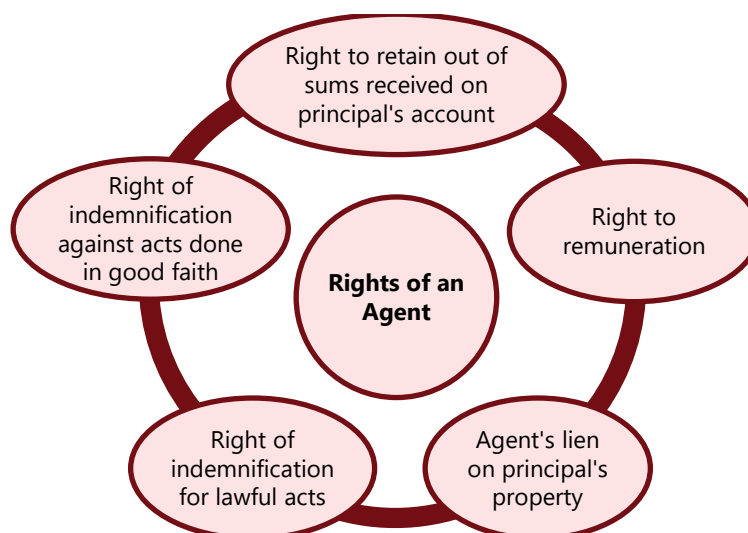 Right to retain out of
sums received on
principal's account
Right to
remuneration
Agent's lien
on principal's
property
Right of
indemnification
for lawful acts
Right of
indemnification
against acts done
in good faith
Rights of an
Agent